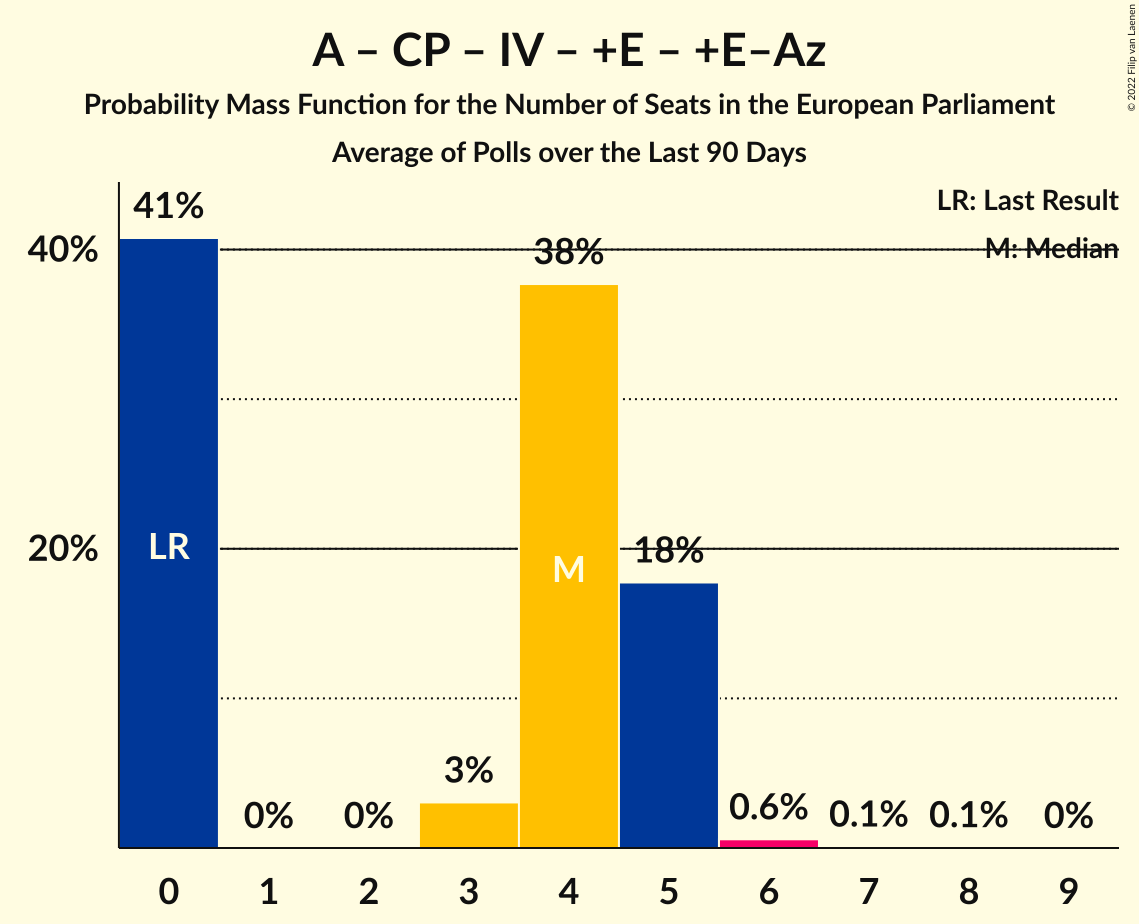 A – CP – IV – +E – +E–Az
Probability Mass Function for the Number of Seats in the European Parliament
Average of Polls over the Last 90 Days
© 2022 Filip van Laenen
LR: Last Result
M: Median
41%
40%
38%
20%
LR
M
18%
3%
0%
0%
0.6%
0.1%
0.1%
0%
0 1 2 3 4 5 6 7 8 9